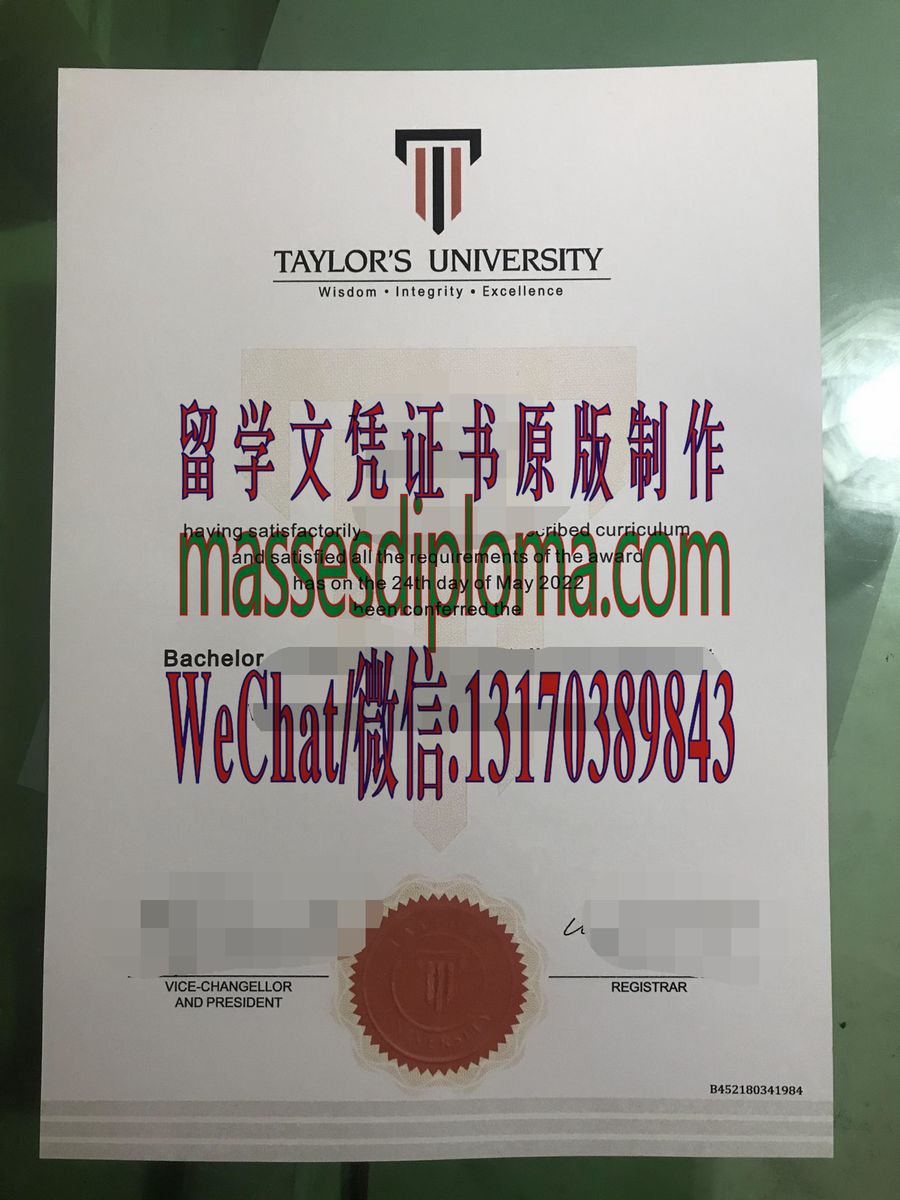 TAYLOR'S UNIVERSITY
Wisdom • Integrity • Excellence
留学文凭证书原版制作
having satisfactorily cribed curriculum
massesdiploma.com
and satisfied all the requirements of the award
has on the 24th day of May 2022
been conferred the
Bachelor
WeChat/微信:13170389843
VICE-CHANGELLOR
AND PRESIDENT
REGISTRAR
UNIVERSITY
B452180341984